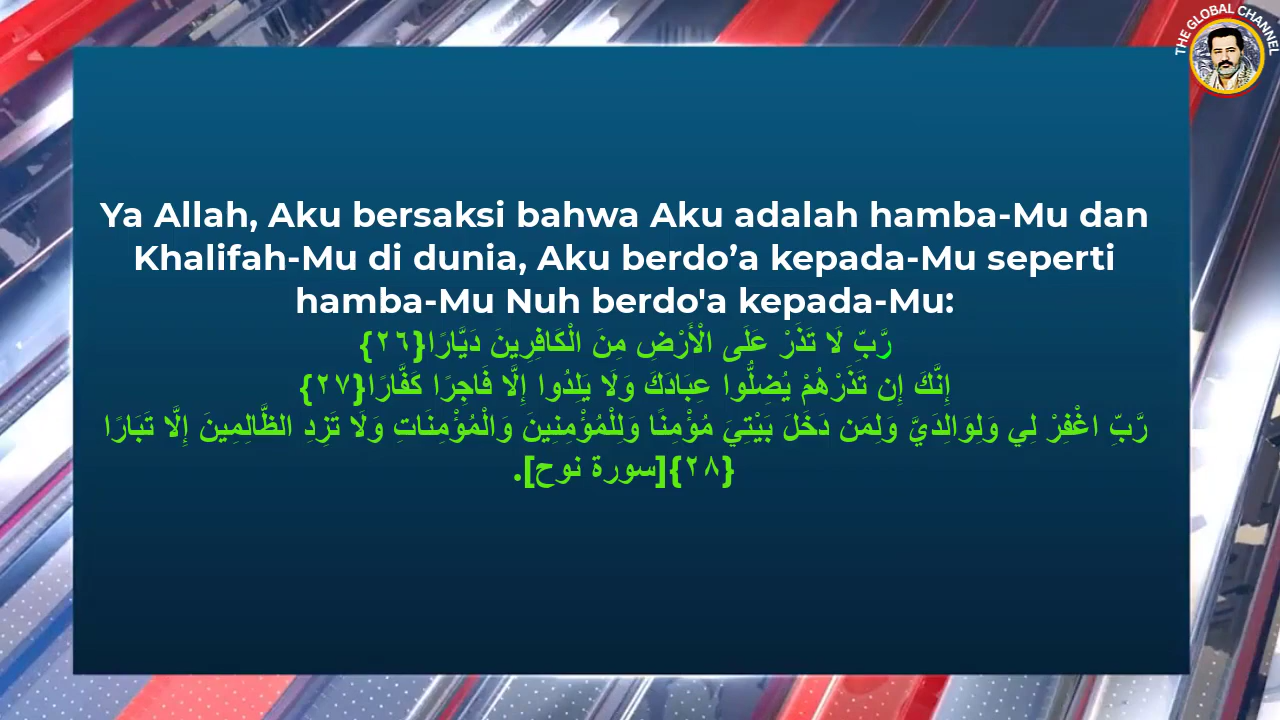 THE GLOBAL CHANNEL
Ya Allah, Aku bersaksi bahwa Aku adalah hamba-Mu dan
Khalifah-Mu di dunia, Aku berdo’a kepada-Mu seperti
hamba-Mu Nuh berdo'a kepada-Mu:
رَّبِّ لَا تَذَرْ عَلَى الْأَرْضِ مِنَ الْكَافِرِينَ دَيَّارًا{٢٦}
إِنَّكَ إِن تَذَرْهُمْ يُضِلُّوا عِبَادَكَ وَلَا يَلِدُوا إِلَّا فَاجِرًا كَفَّارًا{٢٧}
رَّبِّ اغْفِرْ لِي وَلِوَالِدَيَّ وَلِمَن دَخَلَ بَيْتِيَ مُؤْمِنًا وَلِلْمُؤْمِنِينَ وَالْمُؤْمِنَاتِ وَلَا تَزِدِ الظَّالِمِينَ إِلَّا تَبَارًا
{٢٨}[سورة نوح].